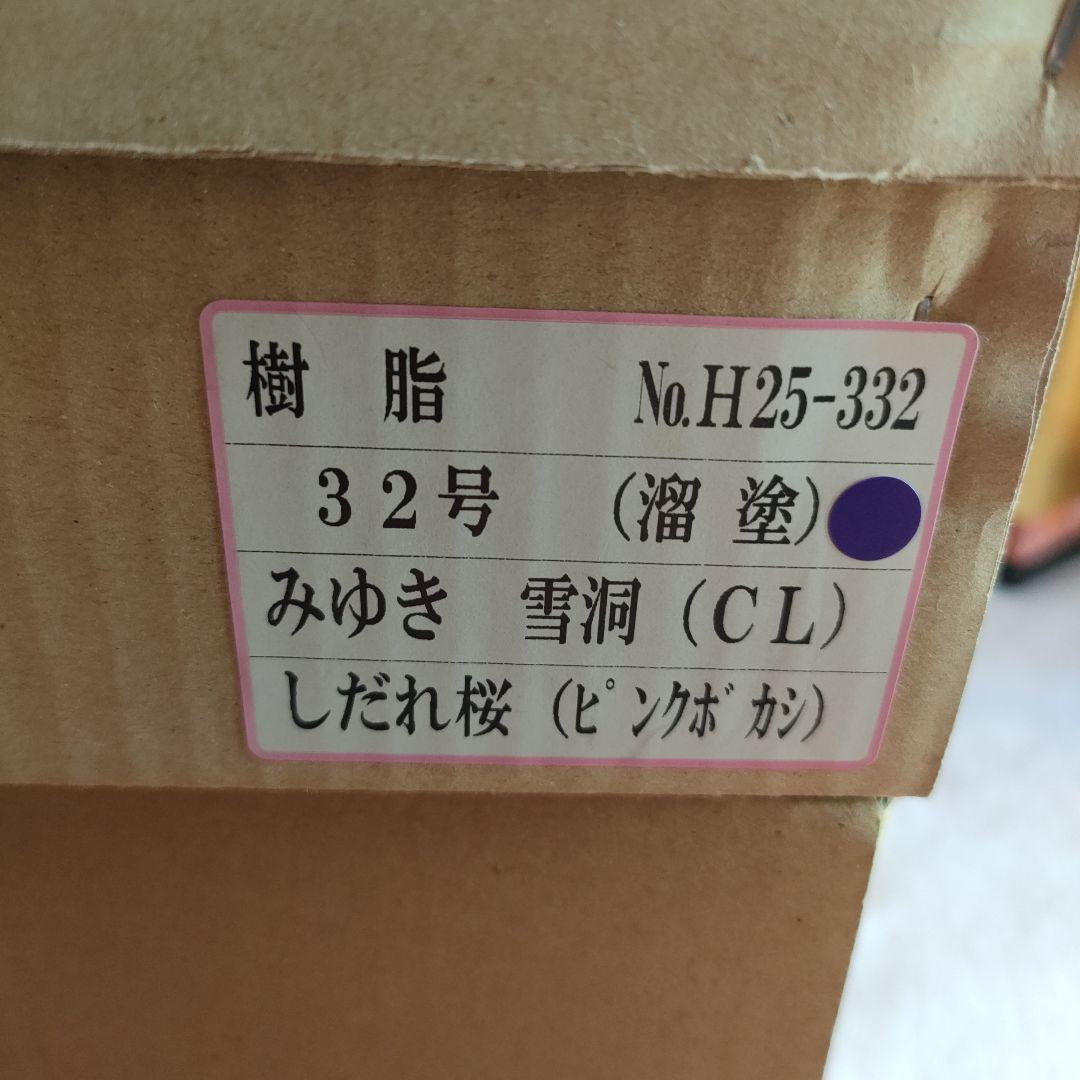 樹 脂 No.H25-332
３２号 (溜 塗)
みゆき 雪洞（ＣＬ）
しだれ桜 (ﾋﾟﾝｸﾎﾞｶｼ)